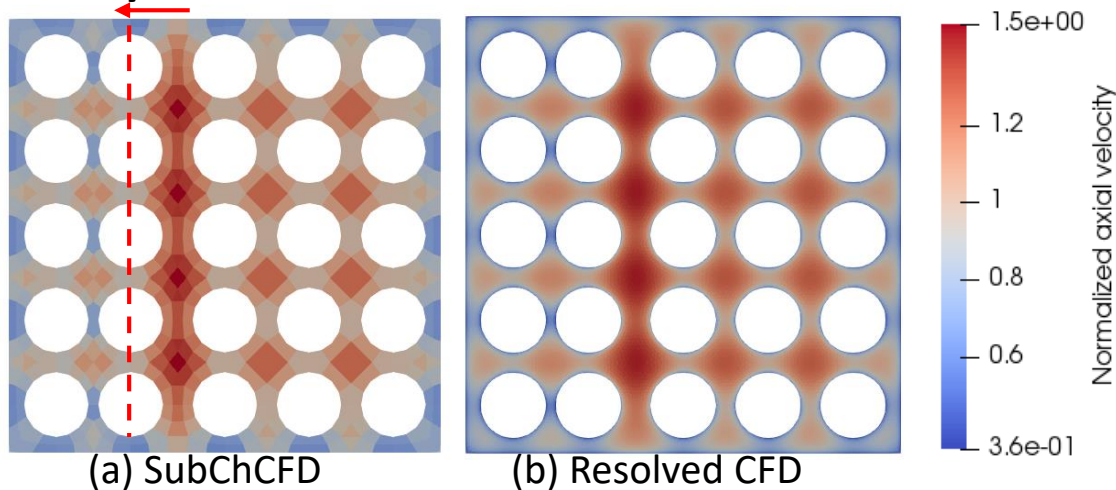 1.5e+00
1.2
1
0.8
0.6
3.6e-01
Normalized axial velocity
(a) SubChCFD
(b) Resolved CFD